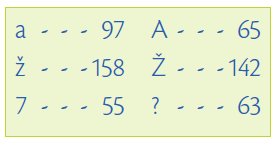 a - - - 97 A - - - 65
ž - - -158 Ž - - -142
7 - - - 55 ? - - - 63